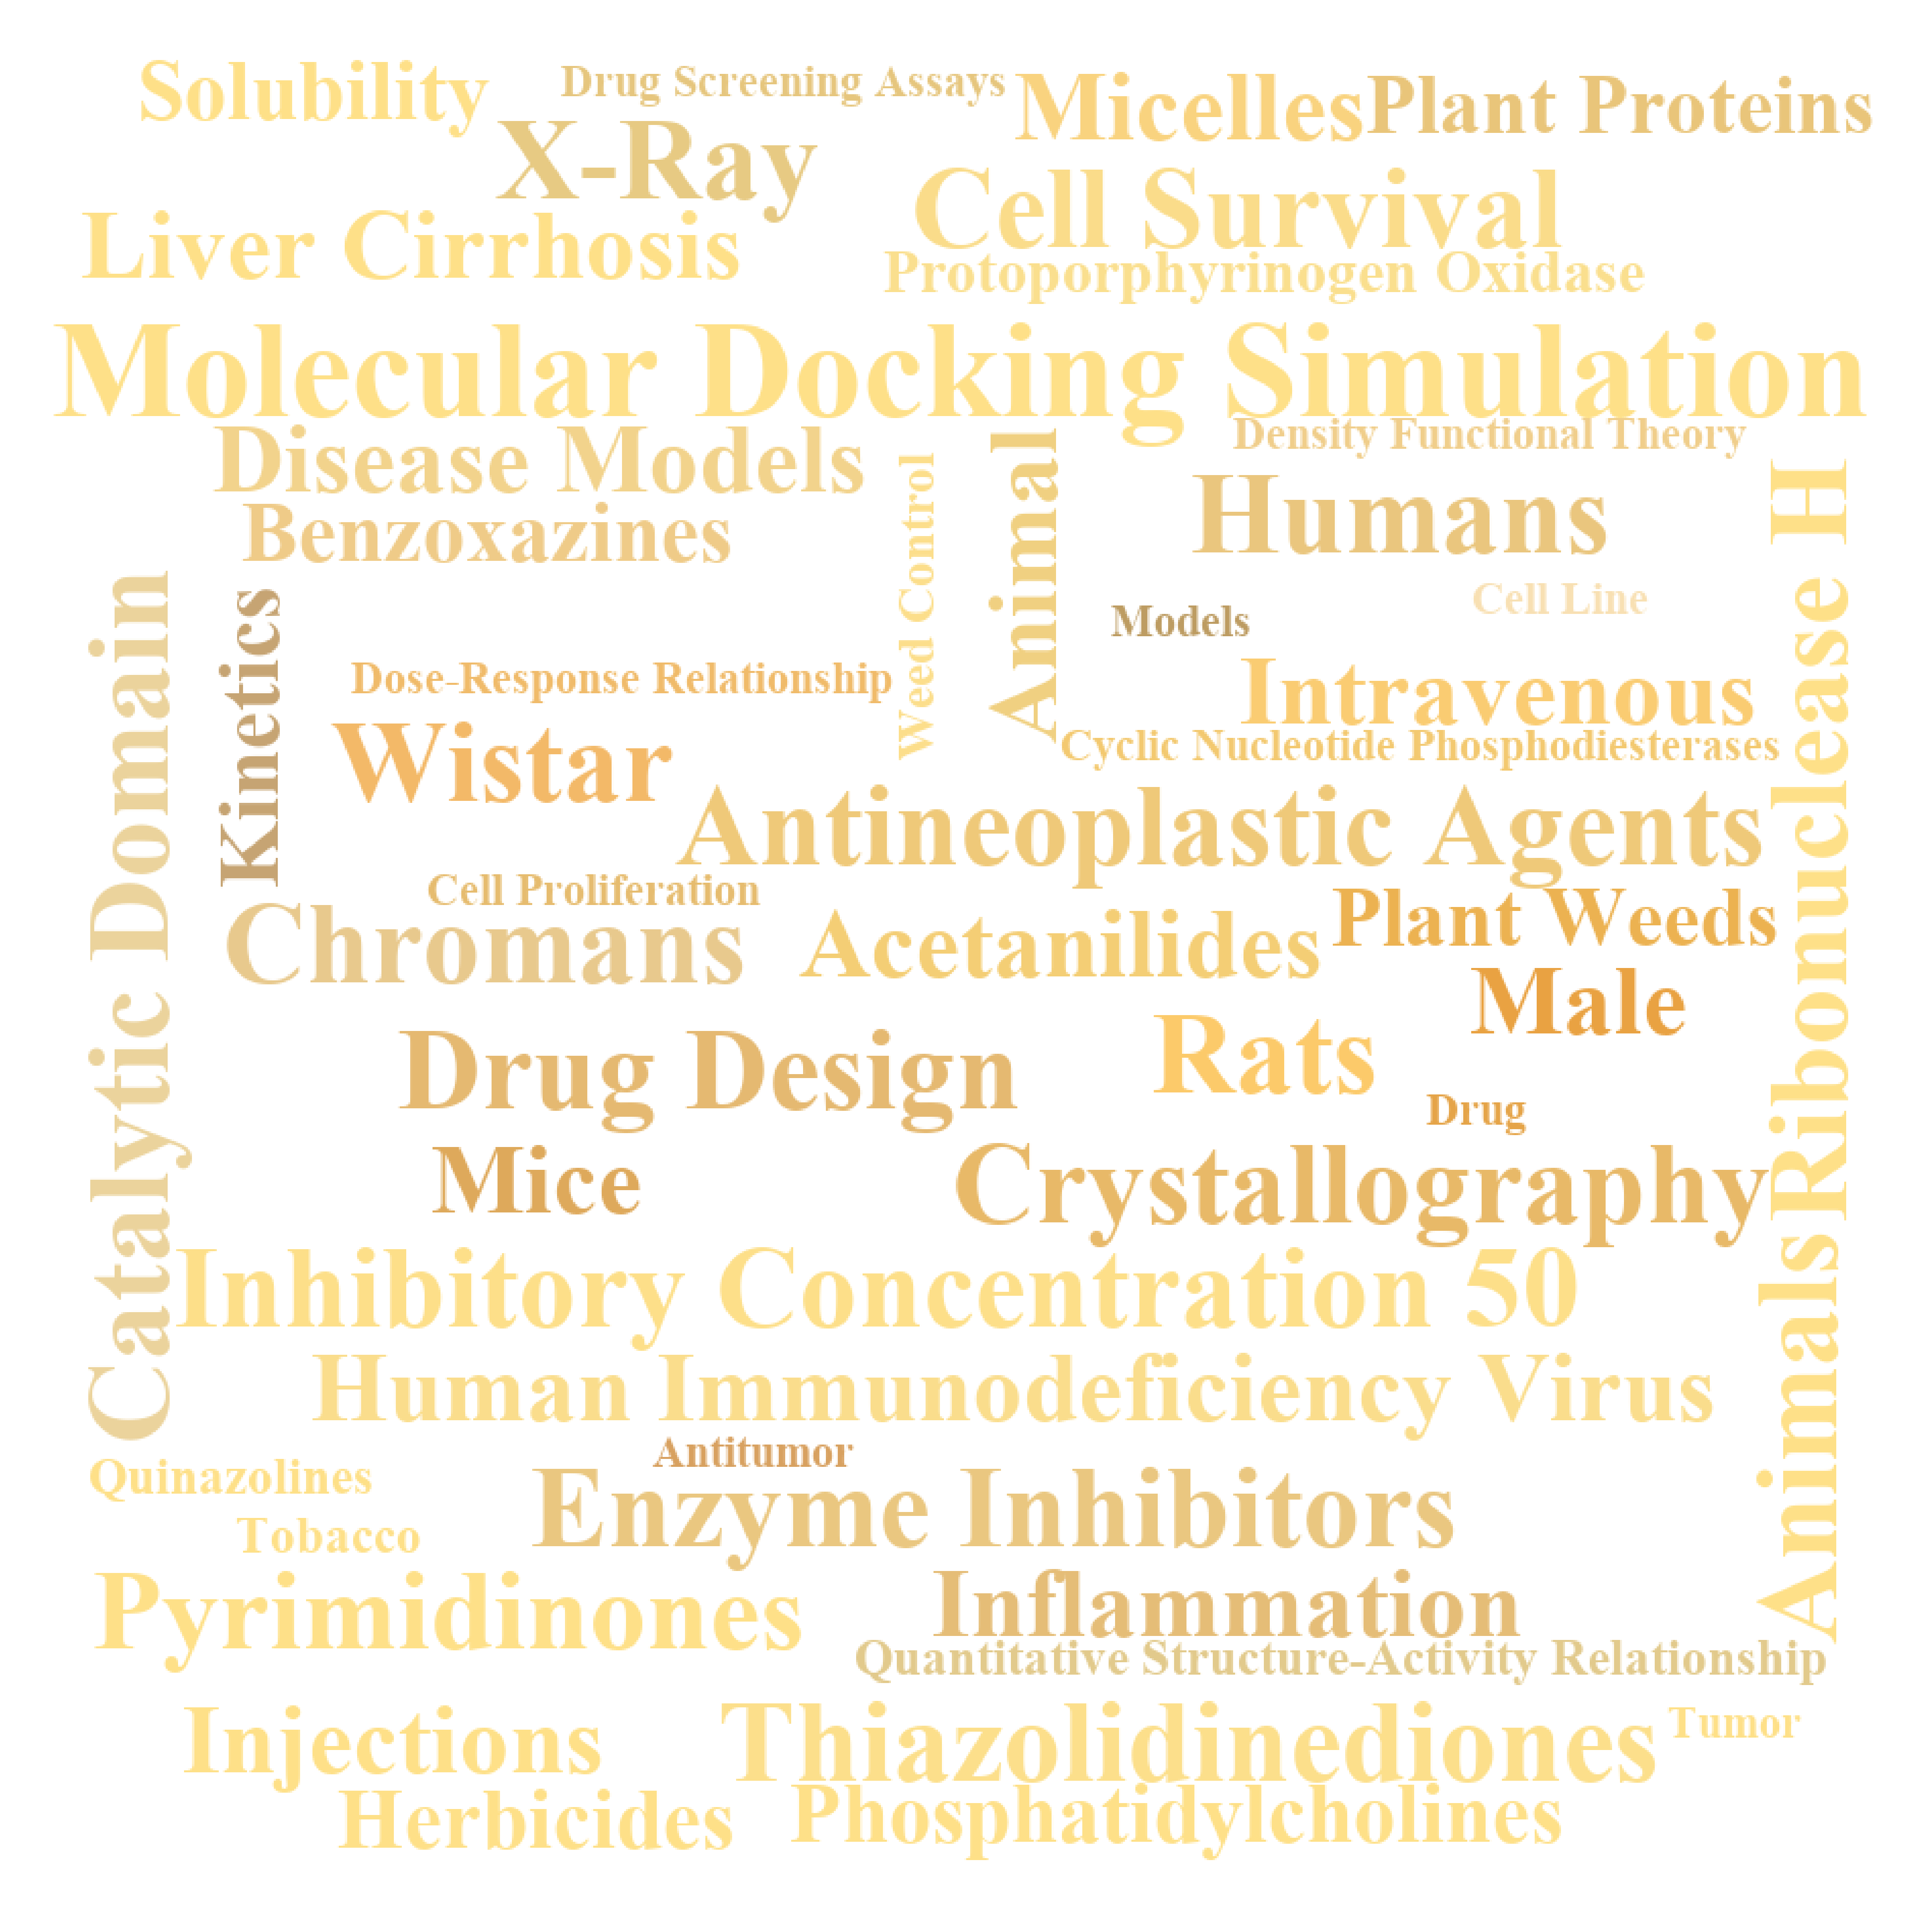 Solubility
Drug Screening Assays
Micelles
Plant Proteins
X-Ray
Cell Survival
Liver Cirrhosis
Protoporphyrinogen Oxidase
Molecular Docking Simulation
Disease Models
Density Functional Theory
Animal
Weed Control
Humans
Ribonuclease H
Benzoxazines
Catalytic Domain
Kinetics
Cell Line
Models
Dose-Response Relationship
Intravenous
Wistar
Cyclic Nucleotide Phosphodiesterases
Antineoplastic Agents
Cell Proliferation
Plant Weeds
Chromans
Acetanilides
Male
Drug Design
Rats
Drug
Mice
Crystallography
Inhibitory Concentration 50
Animals
Human Immunodeficiency Virus
Antitumor
Quinazolines
Enzyme Inhibitors
Tobacco
Pyrimidinones
Inflammation
Quantitative Structure-Activity Relationship
Injections
Thiazolidinediones
Tumor
Herbicides
Phosphatidylcholines